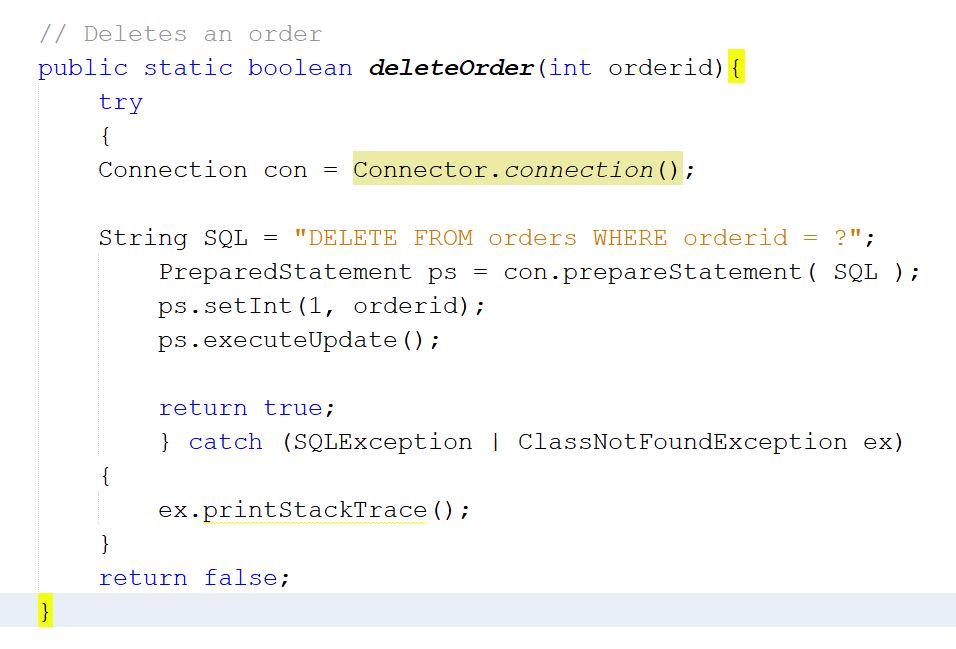 // Deletes an order
public static boolean deleteOrder(int orderid){
try
{
Connection con = Connector.connection();
String SQL = "DELETE FROM orders WHERE orderid = ?";
PreparedStatement ps = con.prepareStatement( SQL );
ps.setInt(1, orderid);
ps.executeUpdate();
return true;
} catch (SQLException | ClassNotFoundException ex)
{
ex.printStackTrace();
}
return false;
}